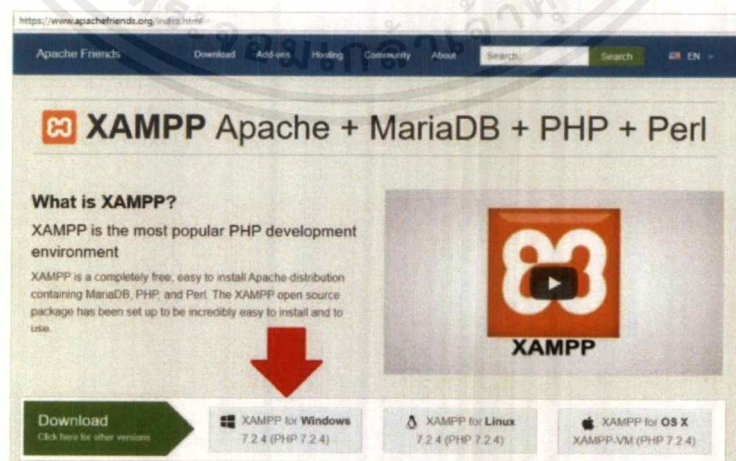 https://www.apachefriends.org/index.html
Apache Friends
Download Add-ons Hosting Community About Search Search EN
XAMPP Apache + MariaDB + PHP + Perl
What is XAMPP?
XAMPP is the most popular PHP development
environment
XAMPP is a completely free, easy to install Apache distribution
containing MariaDB, PHP, and Perl. The XAMPP open source
package has been set up to be incredibly easy to install and to
use.
XAMPP
Download
Click here for other versions
XAMPP for Windows
7.2.4 (PHP 7.2.4)
XAMPP for Linux
7.2.4 (PHP 7.2.4)
XAMPP for OS X
XAMPP-VM (PHP 7.2.4)